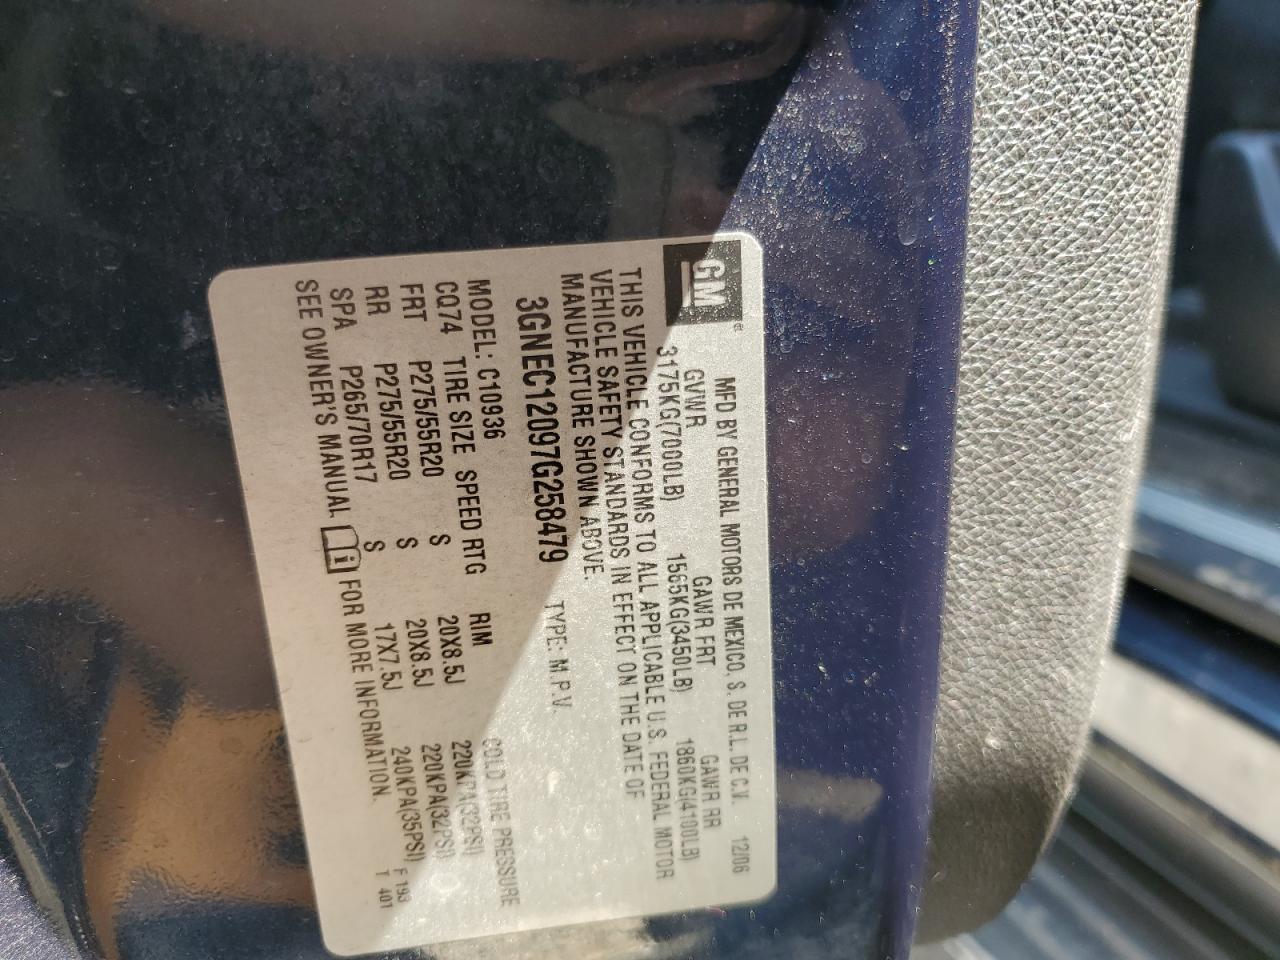 GM
MFD BY GENERAL MOTORS DE MEXICO, S. DE R.L. DE C.V. 12/06
GVWR GAWR FRT GAWR RR
3175KG(7000LB) 1565KG(3450LB) 1860KG(4100LB)
THIS VEHICLE CONFORMS TO ALL APPLICABLE U.S. FEDERAL MOTOR
VEHICLE SAFETY STANDARDS IN EFFECT ON THE DATE OF
MANUFACTURE SHOWN ABOVE.
3GNEC12097G258479 TYPE: M.P.V.
MODEL: C10936
CQ74 TIRE SIZE SPEED RTG RIM COLD TIRE PRESSURE
FRT P275/55R20 S 20X8.5J 220KPA(32PSI)
RR P275/55R20 S 20X8.5J 220KPA(32PSI)
SPA P265/70R17 S 17X7.5J 240KPA(35PSI)
SEE OWNER'S MANUAL i FOR MORE INFORMATION.
F 193
T 401